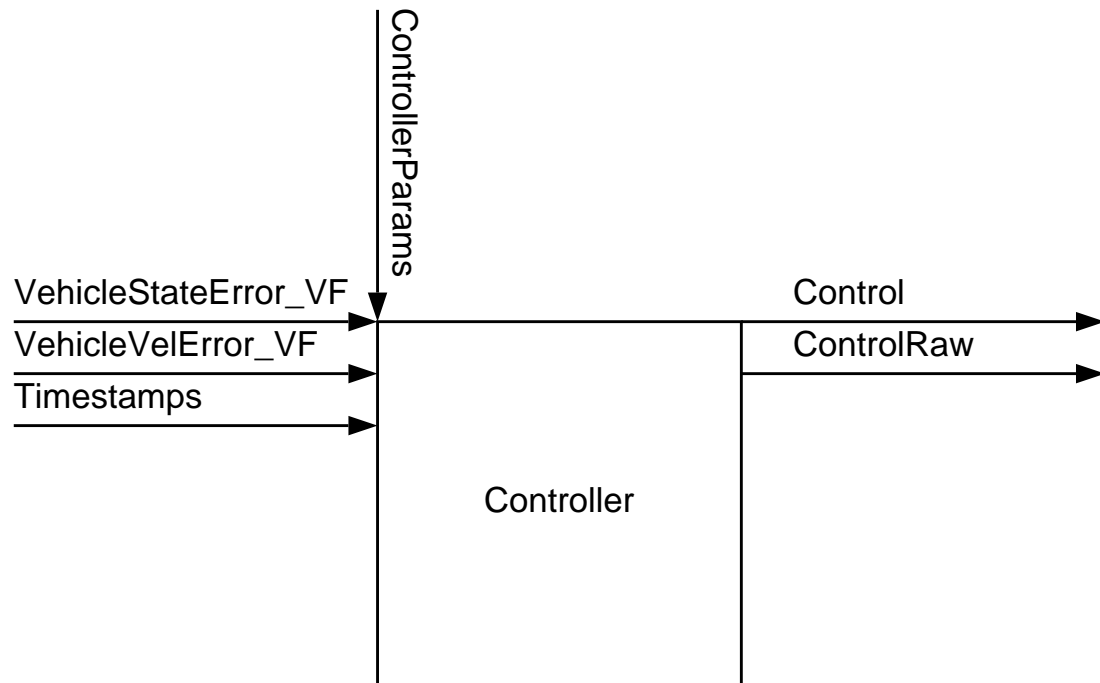 ControllerParams
VehicleStateError_VF
VehicleVelError_VF
Timestamps
Control
ControlRaw
Controller